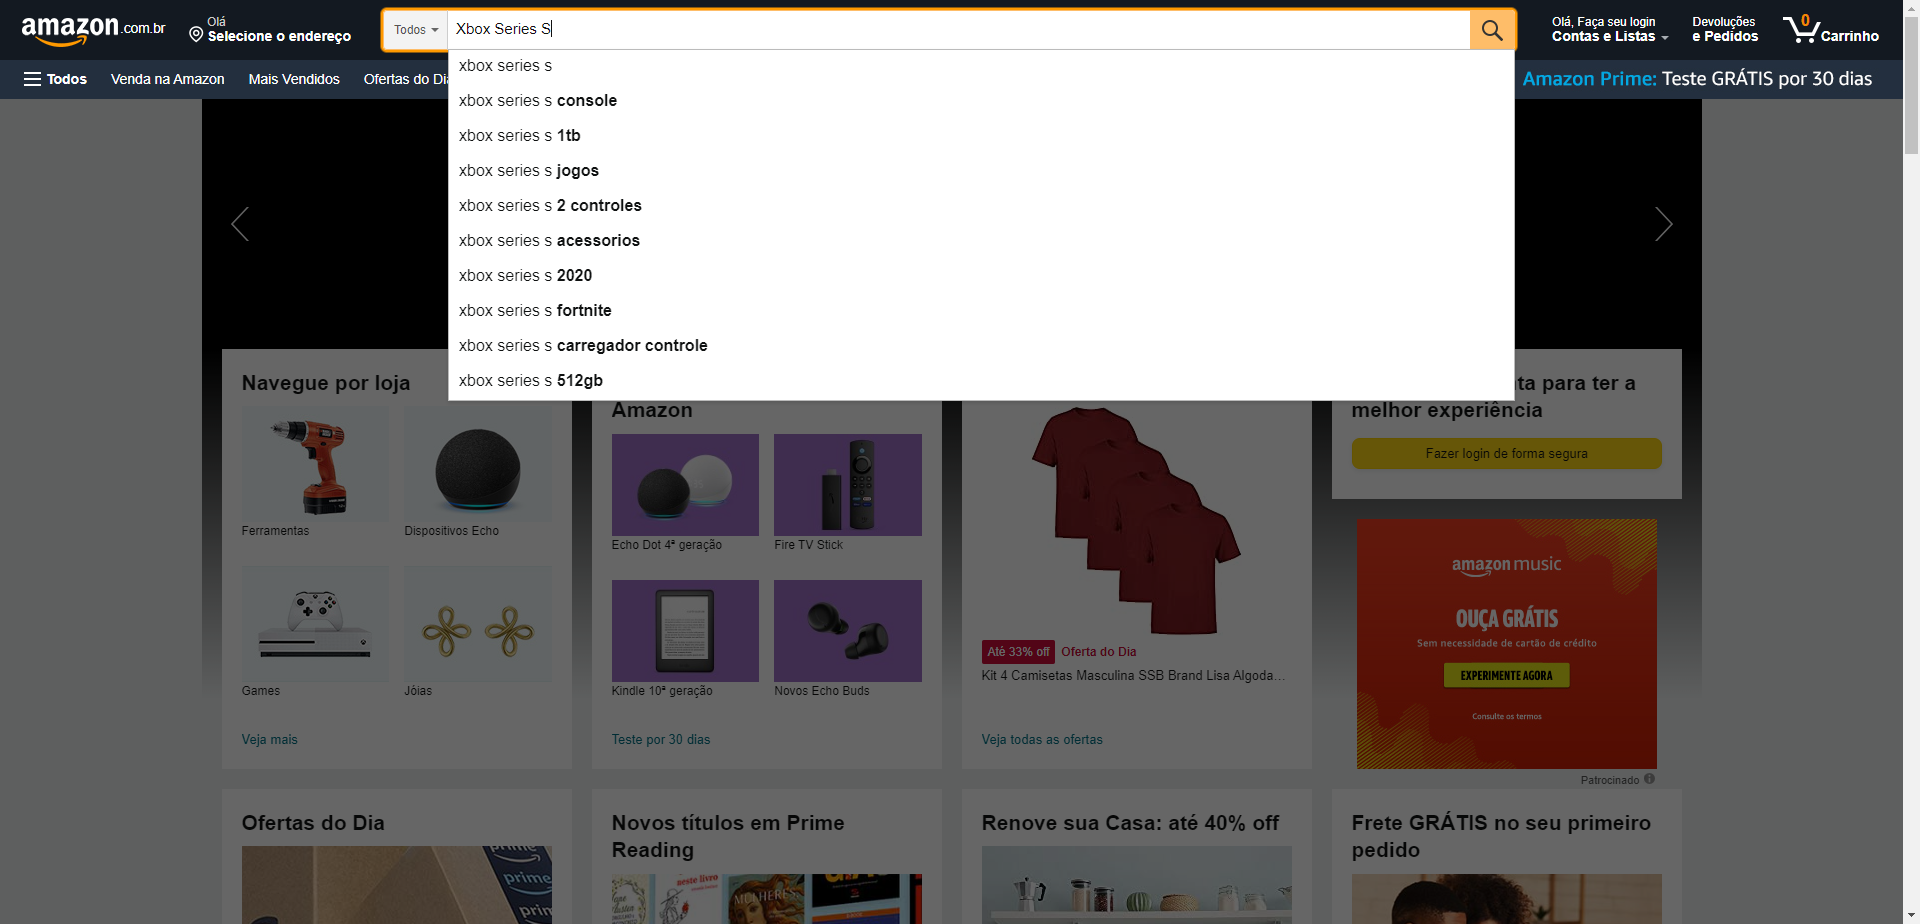 amazon.com.br
Olá
Selecione o endereço
Todos
Xbox Series S
Olá, Faça seu login
Contas e Listas
Devoluções
e Pedidos
0
Carrinho
Todos
Venda na Amazon
Mais Vendidos
Ofertas do Di
Amazon Prime: Teste GRÁTIS por 30 dias
xbox series s
xbox series s console
xbox series s 1tb
xbox series s jogos
xbox series s 2 controles
xbox series s acessorios
xbox series s 2020
xbox series s fortnite
xbox series s carregador controle
xbox series s 512gb
Navegue por loja
Ferramentas
Dispositivos Echo
Games
Jóias
Veja mais
Amazon
Echo Dot 4ª geração
Fire TV Stick
Kindle 10ª geração
Novos Echo Buds
Teste por 30 dias
Até 33% off
Oferta do Dia
Kit 4 Camisetas Masculina SSB Brand Lisa Algoda…
Veja todas as ofertas
ta para ter a
melhor experiência
Fazer login de forma segura
amazon music
OUÇA GRÁTIS
Sem necessidade de cartão de crédito
EXPERIMENTE AGORA
Consulte os termos
Patrocinado
Ofertas do Dia
prime
prime
Novos títulos em Prime
Reading
neste livro
MULHERES
Renove sua Casa: até 40% off
Frete GRÁTIS no seu primeiro
pedido